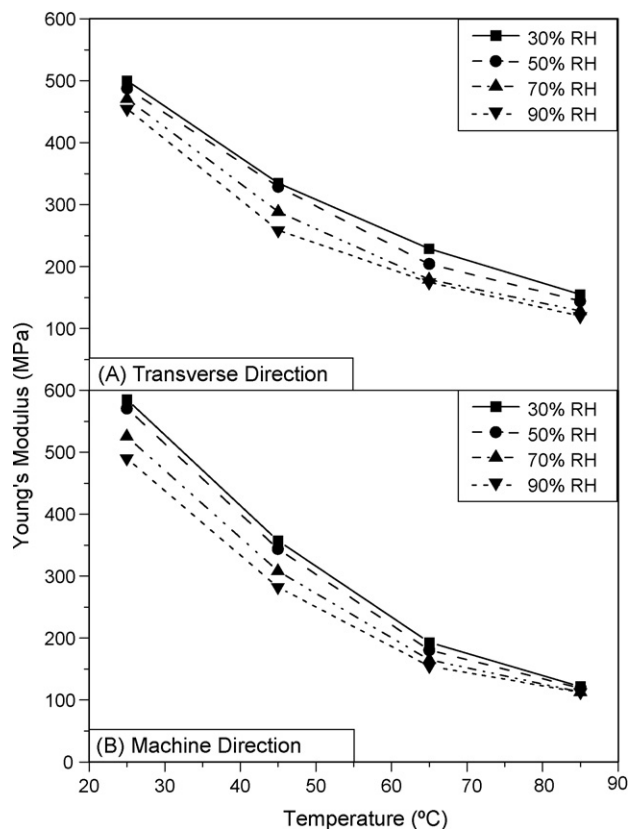 600
500
400
300
200
100
30% RH
50% RH
70% RH
90% RH
(A) Transverse Direction
Young's Modulus (MPa)
600
500
400
300
200
100
0
30% RH
50% RH
70% RH
90% RH
(B) Machine Direction
20 30 40 50 60 70 80 90
Temperature (ºC)